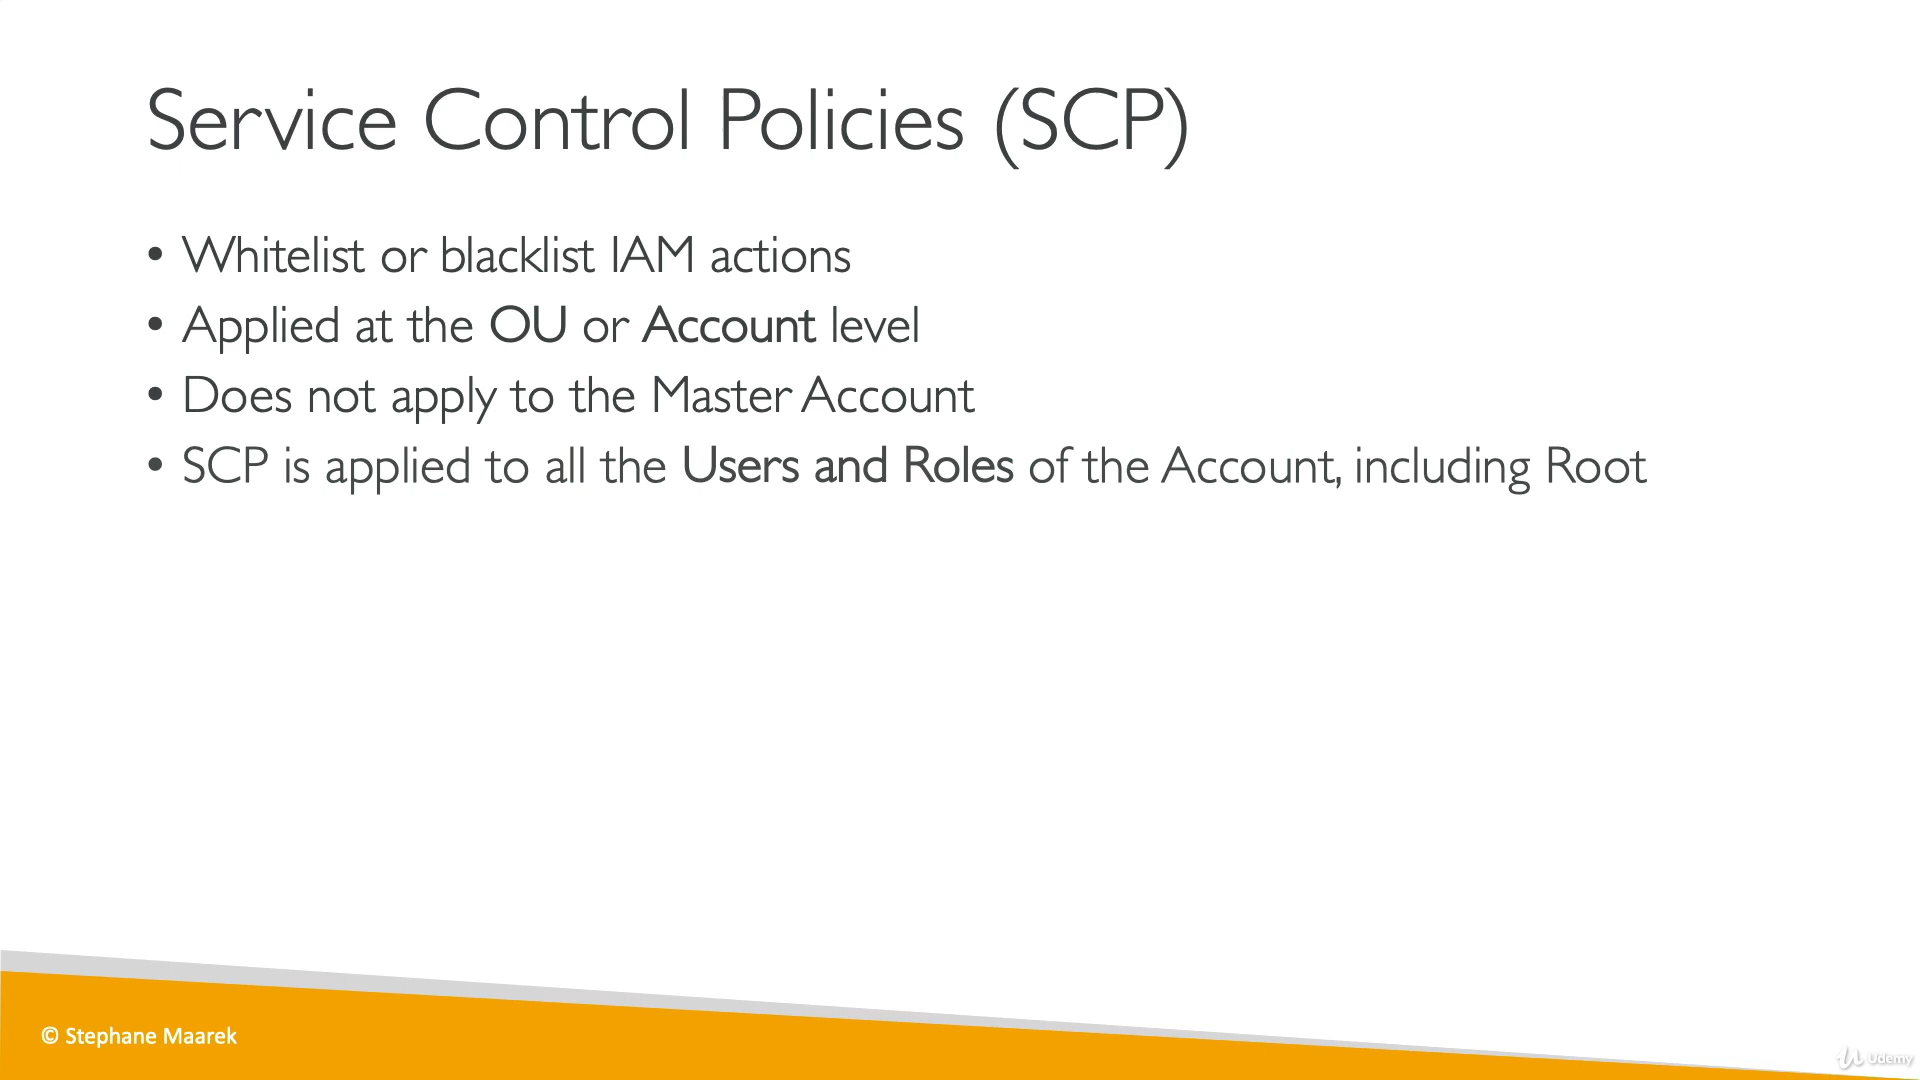 Service Control Policies (SCP)
• Whitelist or blacklist IAM actions
• Applied at the OU or Account level
• Does not apply to the Master Account
• SCP is applied to all the Users and Roles of the Account, including Root
© Stephane Maarek
Udemy